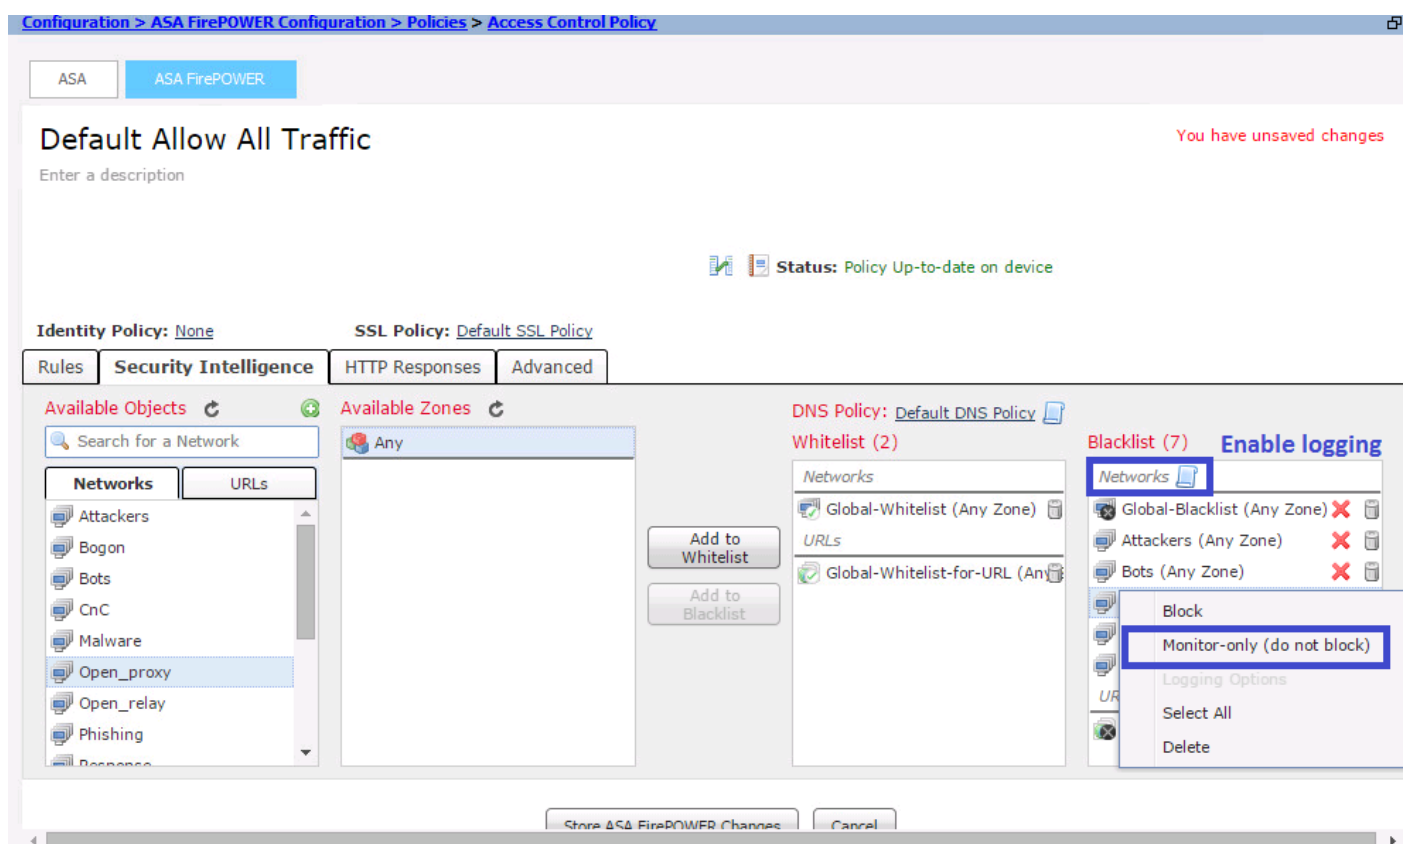 Configuration > ASA FirePOWER Configuration > Policies > Access Control Policy
ASA
ASA FirePOWER
Default Allow All Traffic
You have unsaved changes
Enter a description
Status: Policy Up-to-date on device
Identity Policy: None
SSL Policy: Default SSL Policy
Rules
Security Intelligence
HTTP Responses
Advanced
Available Objects
Search for a Network
Networks
URLs
Attackers
Bogon
Bots
CnC
Malware
Open_proxy
Open_relay
Phishing
Response
Available Zones
Any
Add to
Whitelist
Add to
Blacklist
DNS Policy: Default DNS Policy
Whitelist (2)
Networks
Global-Whitelist (Any Zone)
URLs
Global-Whitelist-for-URL (Any
Blacklist (7)
Enable logging
Networks
Global-Blacklist (Any Zone)
Attackers (Any Zone)
Bots (Any Zone)
UR
Block
Monitor-only (do not block)
Logging Options
Select All
Delete
Store ASA FirePOWER Changes
Cancel